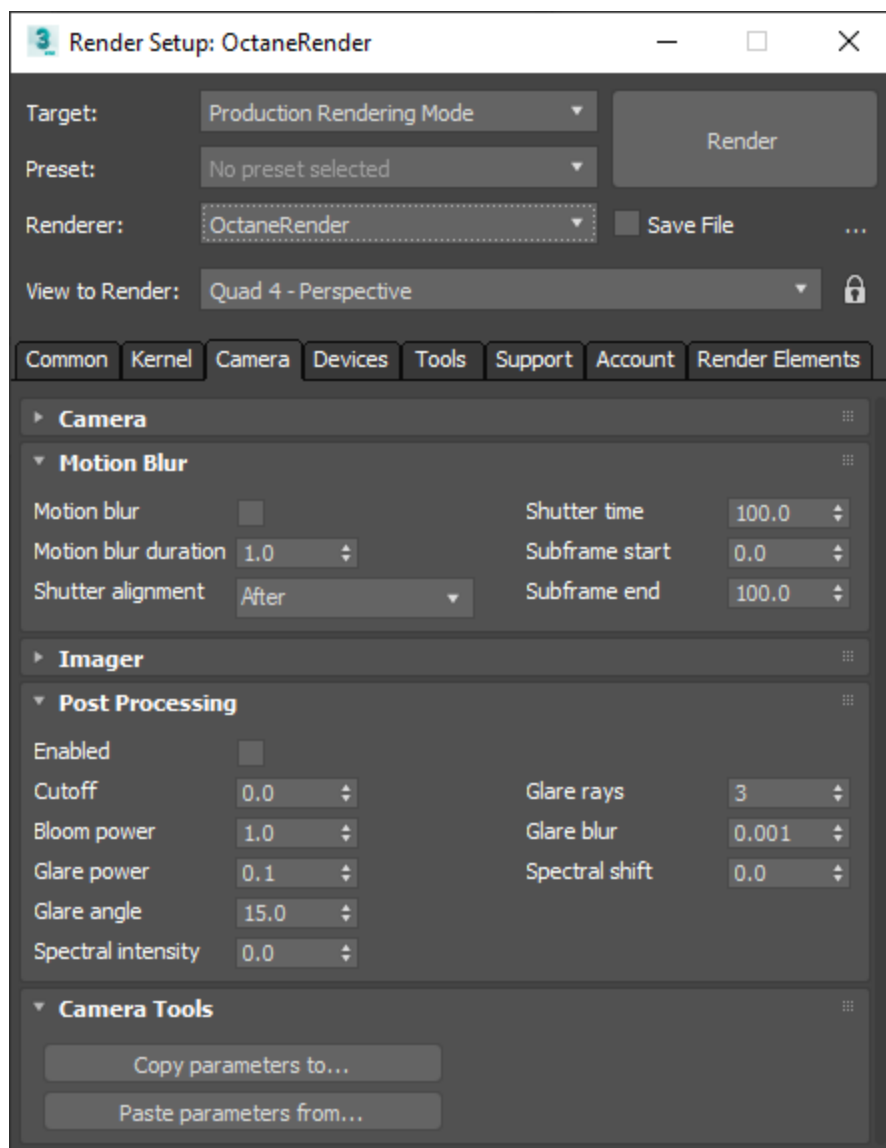 3 Render Setup: OctaneRender
Target: Production Rendering Mode Render
Preset: No preset selected
Renderer: OctaneRender Save File ...
View to Render: Quad 4 - Perspective
Common Kernel Camera Devices Tools Support Account Render Elements
Camera
Motion Blur
Motion blur Shutter time 100.0
Motion blur duration 1.0 Subframe start 0.0
Shutter alignment After Subframe end 100.0
Imager
Post Processing
Enabled
Cutoff 0.0 Glare rays 3
Bloom power 1.0 Glare blur 0.001
Glare power 0.1 Spectral shift 0.0
Glare angle 15.0
Spectral intensity 0.0
Camera Tools
Copy parameters to...
Paste parameters from...